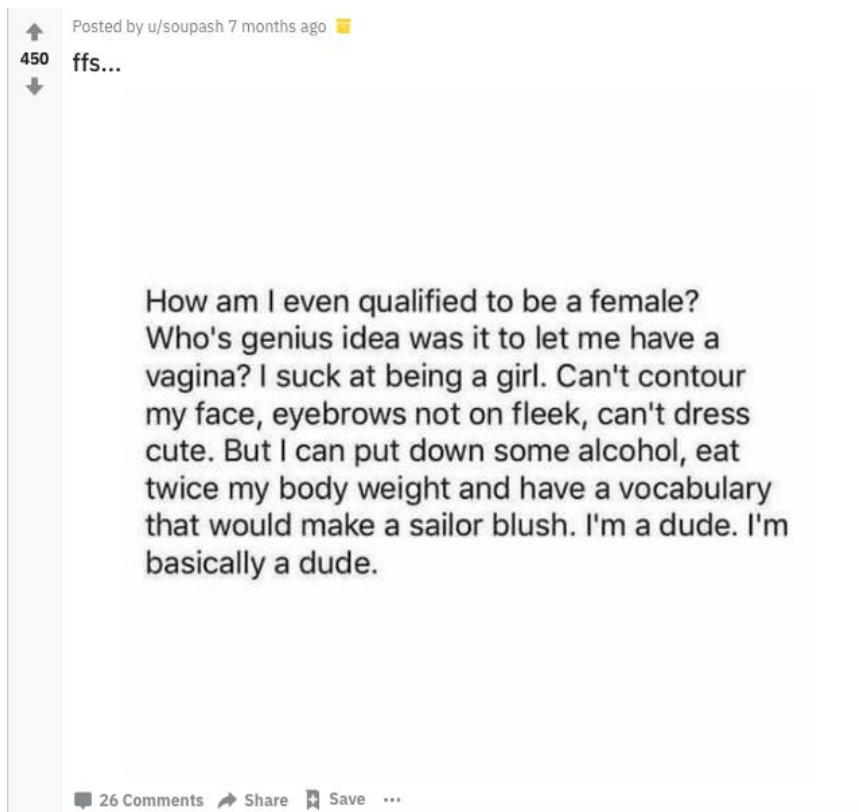 Posted by u/soupash 7 months ago
450
ffs...
How am I even qualified to be a female?
Who's genius idea was it to let me have a
vagina? I suck at being a girl. Can't contour
my face, eyebrows not on fleek, can't dress
cute. But I can put down some alcohol, eat
twice my body weight and have a vocabulary
that would make a sailor blush. I'm a dude. I'm
basically a dude.
26 Comments Share Save ...